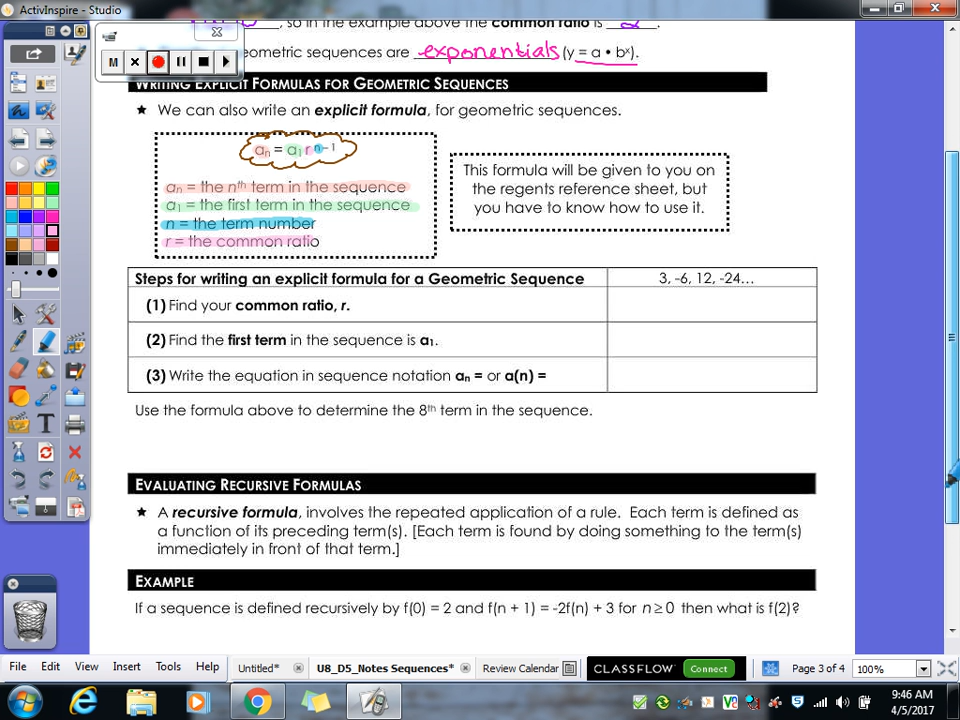 ActivInspire - Studio
, so in the example above the common ratio is 2.
eometric sequences are exponentials (y = a • bˣ).
M
WRITING EXPLICIT FORMULAS FOR GEOMETRIC SEQUENCES
★ We can also write an explicit formula, for geometric sequences.
aₙ = a₁ rⁿ⁻¹
aₙ = the nᵗʰ term in the sequence
a₁ = the first term in the sequence
n = the term number
r = the common ratio
This formula will be given to you on
the regents reference sheet, but
you have to know how to use it.
Steps for writing an explicit formula for a Geometric Sequence 3, -6, 12, -24…
(1) Find your common ratio, r.
(2) Find the first term in the sequence is a₁.
(3) Write the equation in sequence notation aₙ = or a(n) =
Use the formula above to determine the 8ᵗʰ term in the sequence.
EVALUATING RECURSIVE FORMULAS
★ A recursive formula, involves the repeated application of a rule. Each term is defined as
a function of its preceding term(s). [Each term is found by doing something to the term(s)
immediately in front of that term.]
EXAMPLE
If a sequence is defined recursively by f(0) = 2 and f(n + 1) = -2f(n) + 3 for n ≥ 0 then what is f(2)?
File Edit View Insert Tools Help Untitled* U8_D5_Notes Sequences* Review Calendar CLASSFLOW Connect Page 3 of 4 100%
9:46 AM
4/5/2017